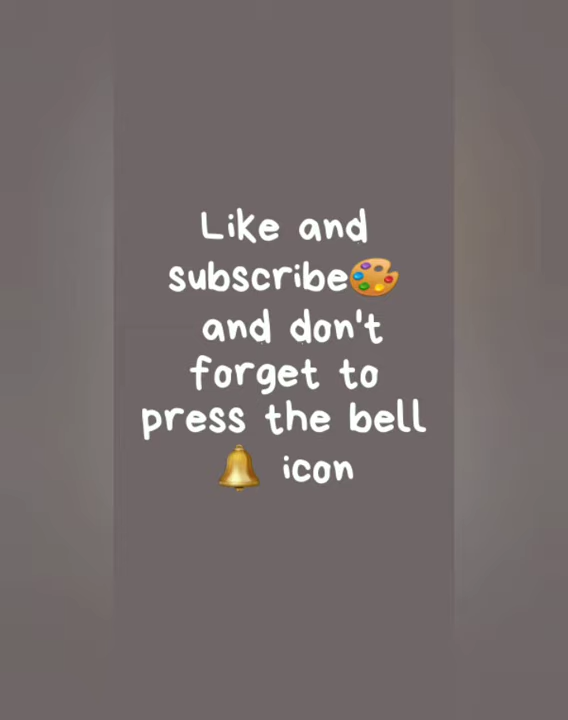 Like and
subscribe🎨
and don't
forget to
press the bell
🔔 icon